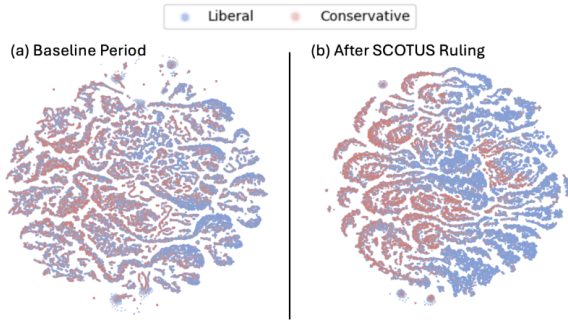 Liberal Conservative
(a) Baseline Period
(b) After SCOTUS Ruling